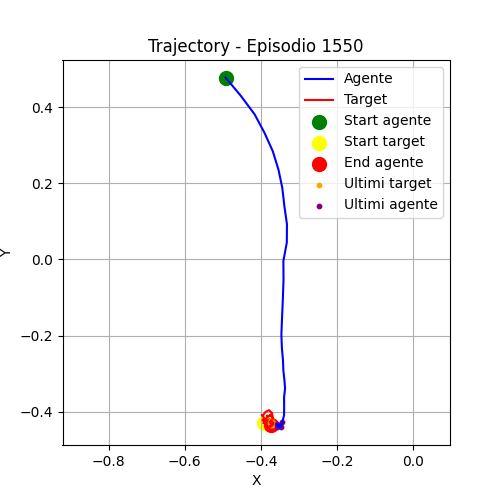 Trajectory - Episodio 1550
Agente
Target
Start agente
Start target
End agente
Ultimi target
Ultimi agente
Y
0.4
0.2
0.0
−0.2
−0.4
−0.8
−0.6
−0.4
−0.2
0.0
X